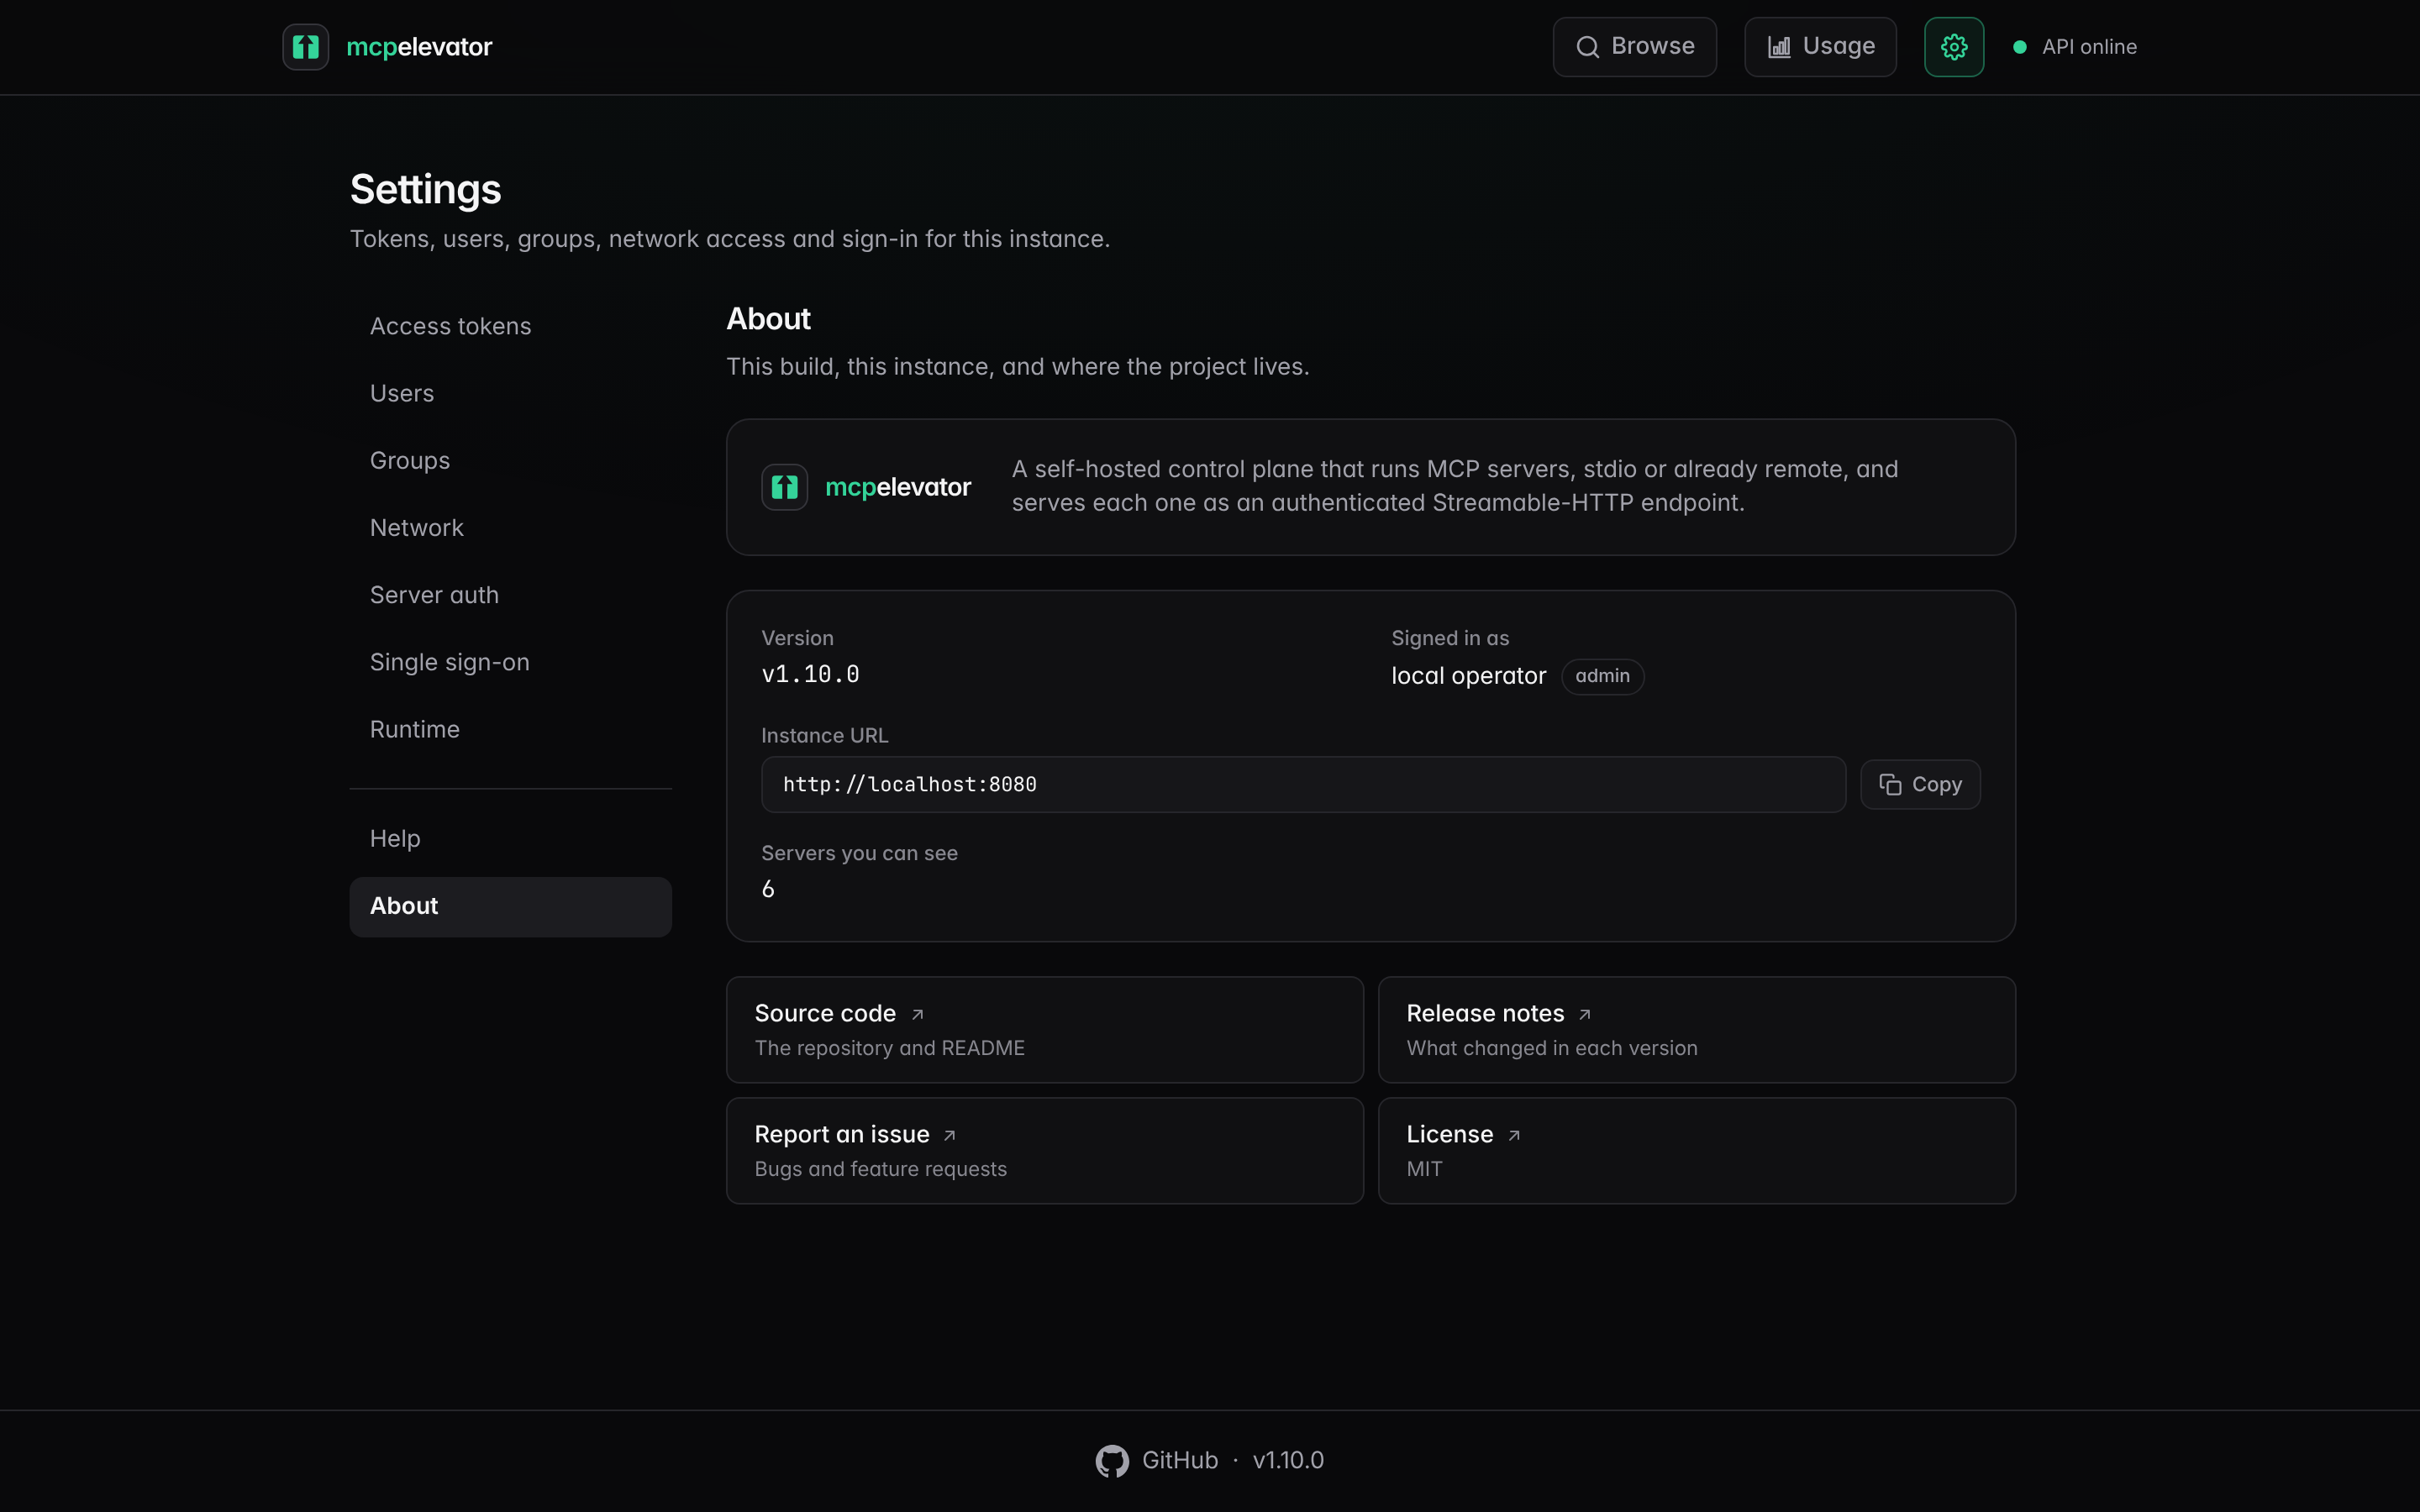 mcpelevator
Browse
Usage
API online
Settings
Tokens, users, groups, network access and sign-in for this instance.
Access tokens
Users
Groups
Network
Server auth
Single sign-on
Runtime
Help
About
About
This build, this instance, and where the project lives.
mcpelevator
A self-hosted control plane that runs MCP servers, stdio or already remote, and
serves each one as an authenticated Streamable-HTTP endpoint.
Version
v1.10.0
Signed in as
local operator admin
Instance URL
http://localhost:8080
Copy
Servers you can see
6
Source code
The repository and README
Release notes
What changed in each version
Report an issue
Bugs and feature requests
License
MIT
GitHub · v1.10.0